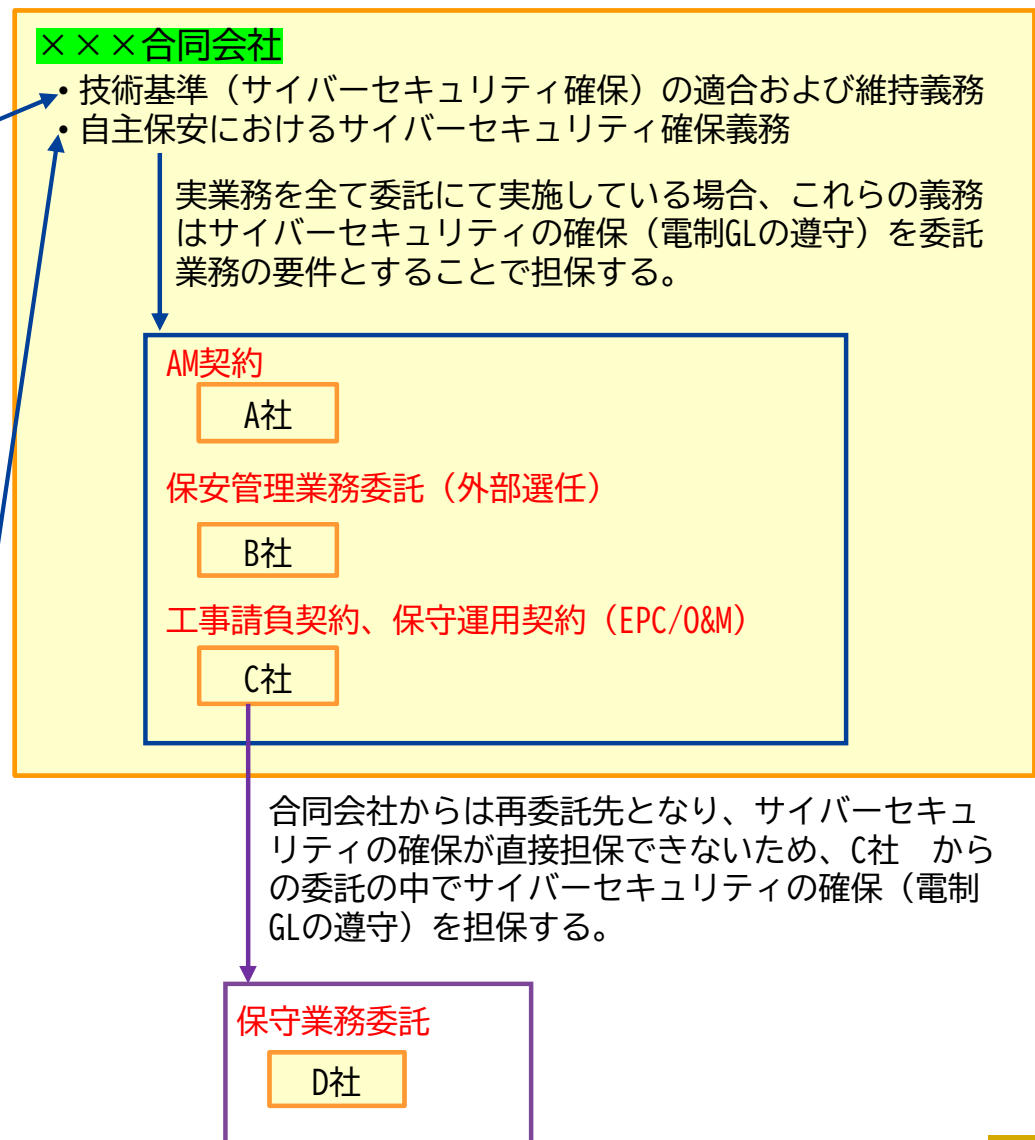 ×××合同会社
・技術基準（サイバーセキュリティ確保）の適合および維持義務
・自主保安におけるサイバーセキュリティ確保義務
実業務を全て委託にて実施している場合、これらの義務
はサイバーセキュリティの確保（電制GLの遵守）を委託
業務の要件とすることで担保する。
AM契約
A社
保安管理業務委託（外部選任）
B社
工事請負契約、保守運用契約（EPC/O&M）
C社
合同会社からは再委託先となり、サイバーセキュ
リティの確保が直接担保できないため、C社　から
の委託の中でサイバーセキュリティの確保（電制
GLの遵守）を担保する。
保守業務委託
D社